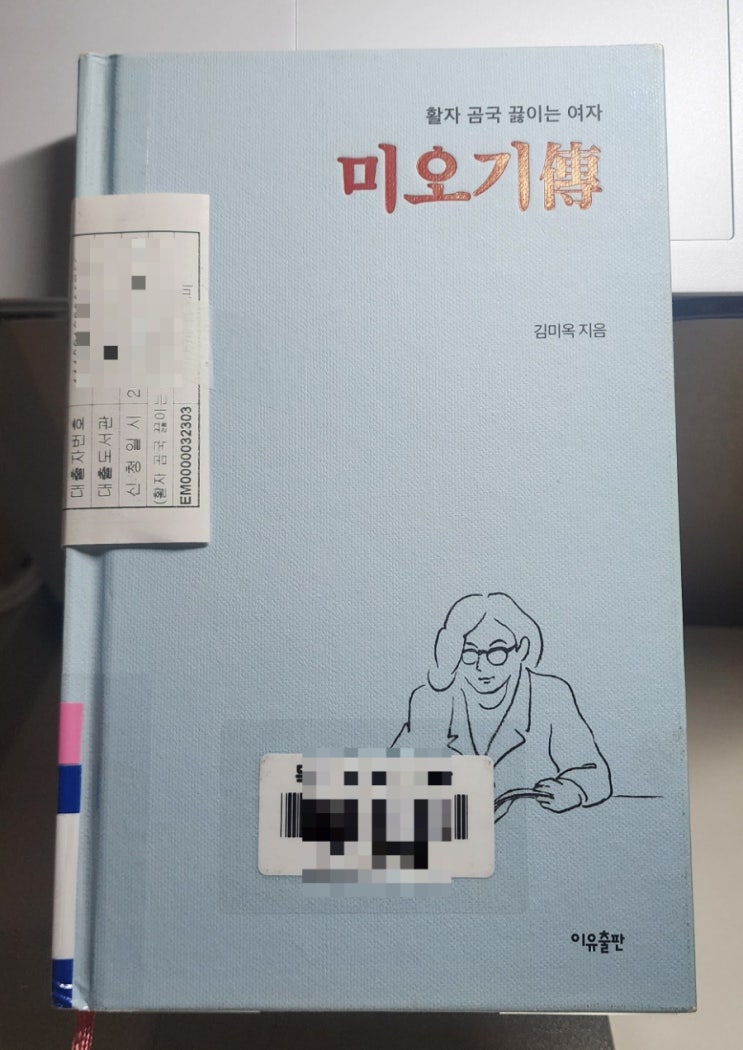 활자 곰국 끓이는 여자
미오기傳
김미옥 지음
대출자번호
대출도서관
신청일시 2
(활자 곰국 끓이는
EM0000032303
이유출판